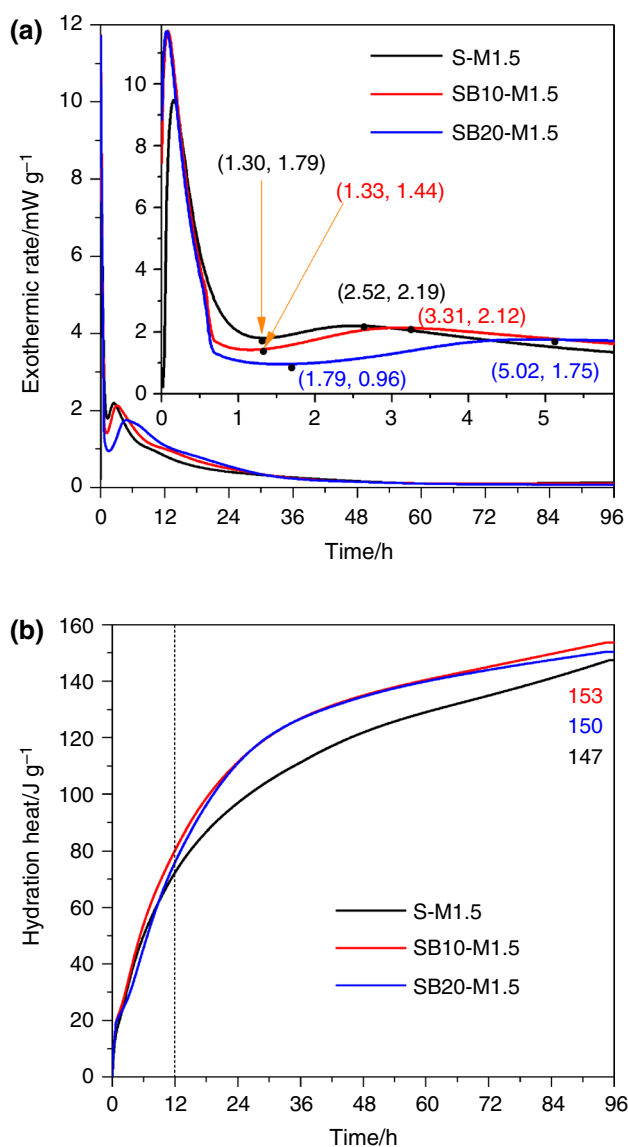 (a)
Exothermic rate/mW g⁻¹
12
10
8
6
4
2
0
10
8
6
4
2
0
S-M1.5
SB10-M1.5
SB20-M1.5
(1.30, 1.79)
(1.33, 1.44)
(2.52, 2.19)
(3.31, 2.12)
(1.79, 0.96)
(5.02, 1.75)
0 1 2 3 4 5
0 12 24 36 48 60 72 84 96
Time/h
(b)
Hydration heat/J g⁻¹
160
140
120
100
80
60
40
20
0
153
150
147
S-M1.5
SB10-M1.5
SB20-M1.5
0 12 24 36 48 60 72 84 96
Time/h